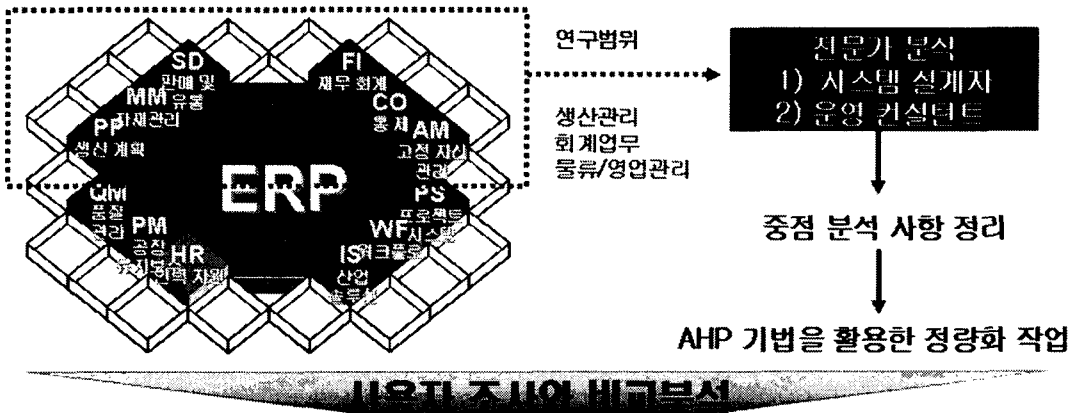 SD
판매 및
유통
MM
자재관리
PP
생산 계획
FI
재무 회계
CO
통제
AM
고정 자산
관리
ERP
QM
품질
관리
PM
공장
HR
인력 자원
PS
프로젝트
시스템
WF
워크플로
IS
산업
솔루션
연구범위
생산관리
회계업무
물류/영업관리
전문가 분석
1) 시스템 설계자
2) 운영 컨설턴트
중점 분석 사항 정리
AHP 기법을 활용한 정량화 작업
사용자 조사와 비교분석